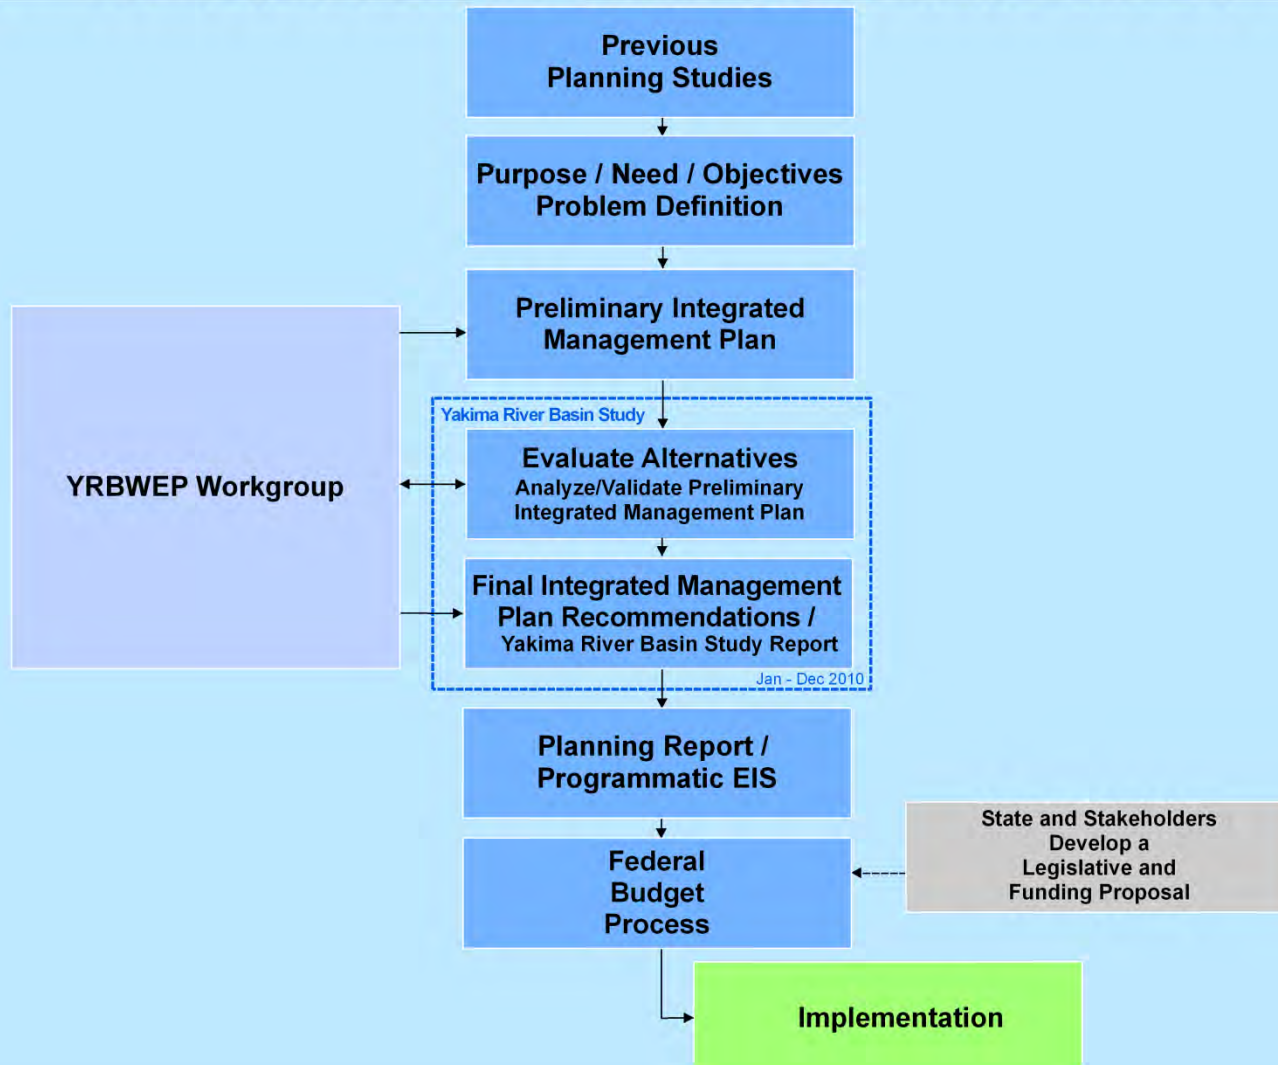 Previous
Planning Studies
Purpose / Need / Objectives
Problem Definition
Preliminary Integrated
Management Plan
YRBWEP Workgroup
Yakima River Basin Study
Evaluate Alternatives
Analyze/Validate Preliminary
Integrated Management Plan
Final Integrated Management
Plan Recommendations /
Yakima River Basin Study Report
Jan - Dec 2010
Planning Report /
Programmatic EIS
State and Stakeholders
Develop a
Legislative and
Funding Proposal
Federal
Budget
Process
Implementation